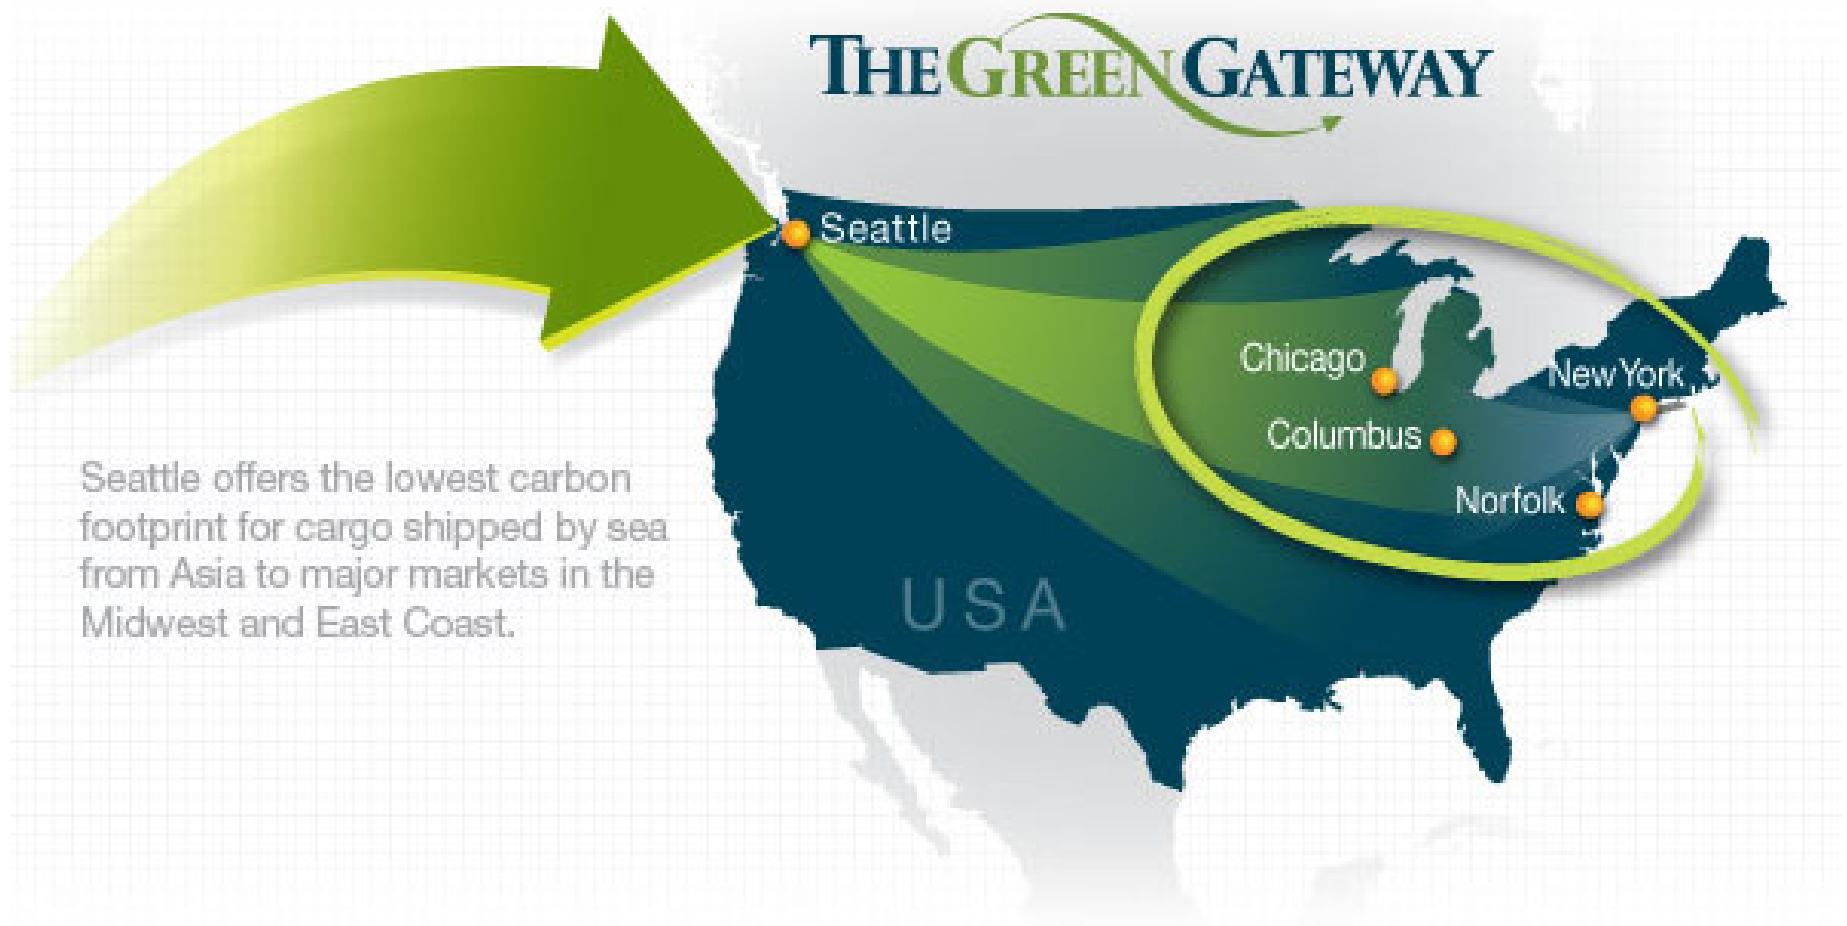 THE GREEN GATEWAY
Seattle
Chicago
New York
Columbus
Norfolk
Seattle offers the lowest carbon
footprint for cargo shipped by sea
from Asia to major markets in the
Midwest and East Coast.
USA